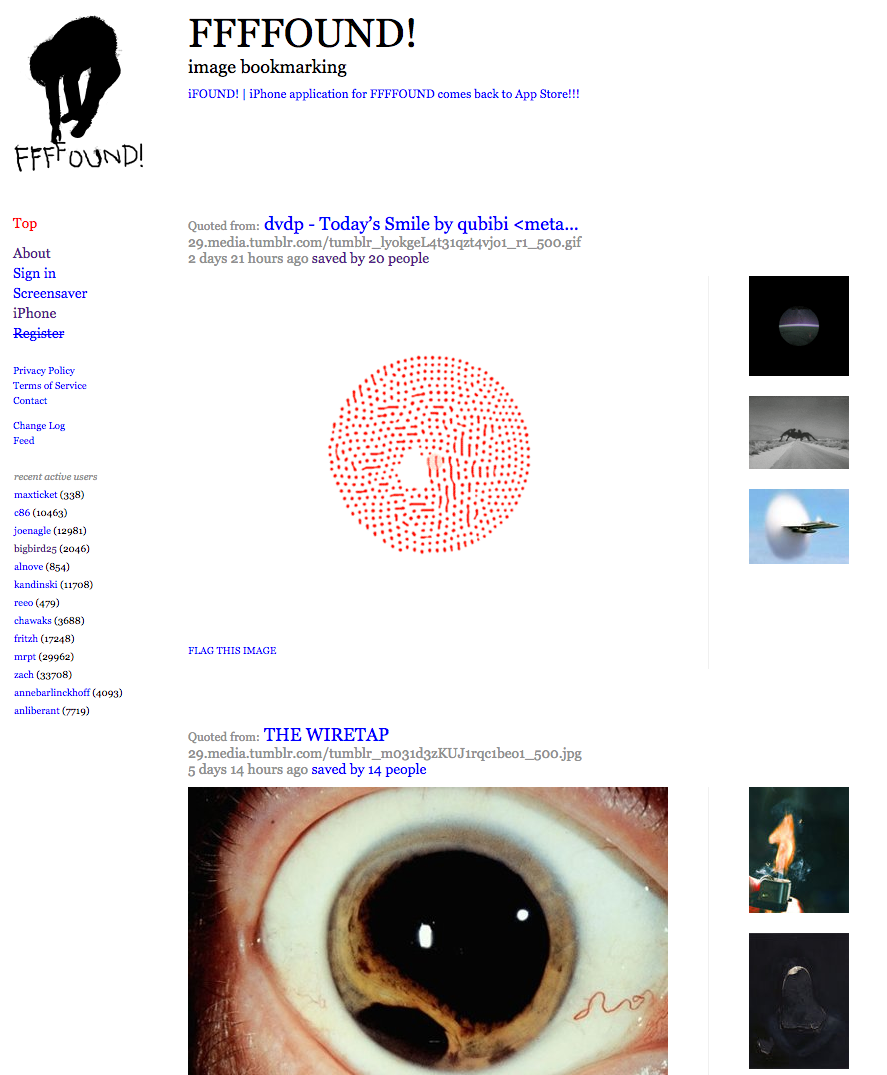 FFFFOUND!
image bookmarking
iFOUND! | iPhone application for FFFFOUND comes back to App Store!!!
FFFFOUND!
Top
About
Sign in
Screensaver
iPhone
Register
Privacy Policy
Terms of Service
Contact
Change Log
Feed
recent active users
maxticket (338)
c86 (10463)
joenagle (12981)
bigbird25 (2046)
alnove (854)
kandinski (11708)
reeo (479)
chawaks (3688)
fritzh (17248)
mrpt (29962)
zach (33708)
annebarlinckhoff (4093)
anliberant (7719)
Quoted from: dvdp - Today's Smile by qubibi <meta...
29.media.tumblr.com/tumblr_lyokgeL4t31qzt4vjo1_r1_500.gif
2 days 21 hours ago saved by 20 people
FLAG THIS IMAGE
Quoted from: THE WIRETAP
29.media.tumblr.com/tumblr_m031d3zKUJ1rqc1beo1_500.jpg
5 days 14 hours ago saved by 14 people